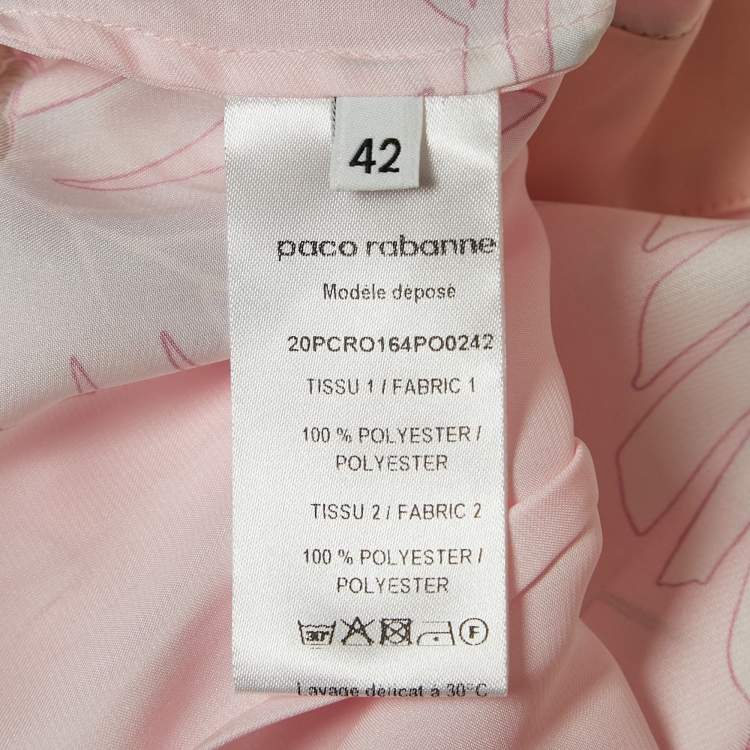 42
paco rabanne
Modèle déposé
20PCRO164PO0242
TISSU 1 / FABRIC 1
100 % POLYESTER /
POLYESTER
TISSU 2 / FABRIC 2
100 % POLYESTER /
POLYESTER
30° F
Lavage délicat à 30°C